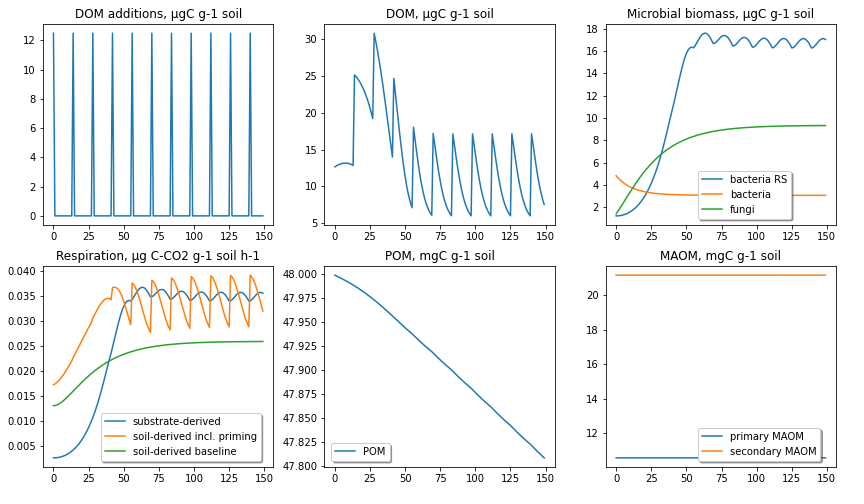 DOM additions, µgC g-1 soil
12
10
8
6
4
2
0
0 25 50 75 100 125 150
DOM, µgC g-1 soil
30
25
20
15
10
5
0 25 50 75 100 125 150
Microbial biomass, µgC g-1 soil
18
16
14
12
10
8
6
4
2
bacteria RS
bacteria
fungi
0 25 50 75 100 125 150
Respiration, µg C-CO2 g-1 soil h-1
0.040
0.035
0.030
0.025
0.020
0.015
0.010
0.005
substrate-derived
soil-derived incl. priming
soil-derived baseline
0 25 50 75 100 125 150
POM, mgC g-1 soil
48.000
47.975
47.950
47.925
47.900
47.875
47.850
47.825
47.800
POM
0 25 50 75 100 125 150
MAOM, mgC g-1 soil
20
18
16
14
12
primary MAOM
secondary MAOM
0 25 50 75 100 125 150